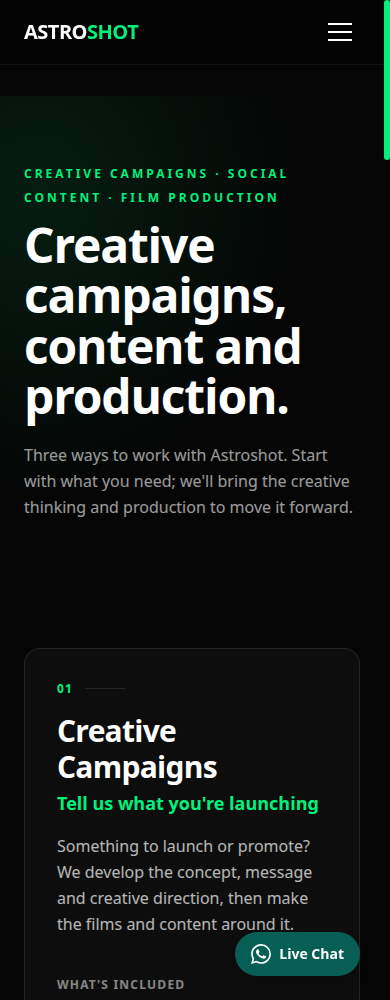 ASTROSHOT
CREATIVE CAMPAIGNS · SOCIAL
CONTENT · FILM PRODUCTION
Creative
campaigns,
content and
production.
Three ways to work with Astroshot. Start
with what you need; we'll bring the creative
thinking and production to move it forward.
01
Creative
Campaigns
Tell us what you're launching
Something to launch or promote?
We develop the concept, message
and creative direction, then make
the films and content around it.
Live Chat
WHAT'S INCLUDED